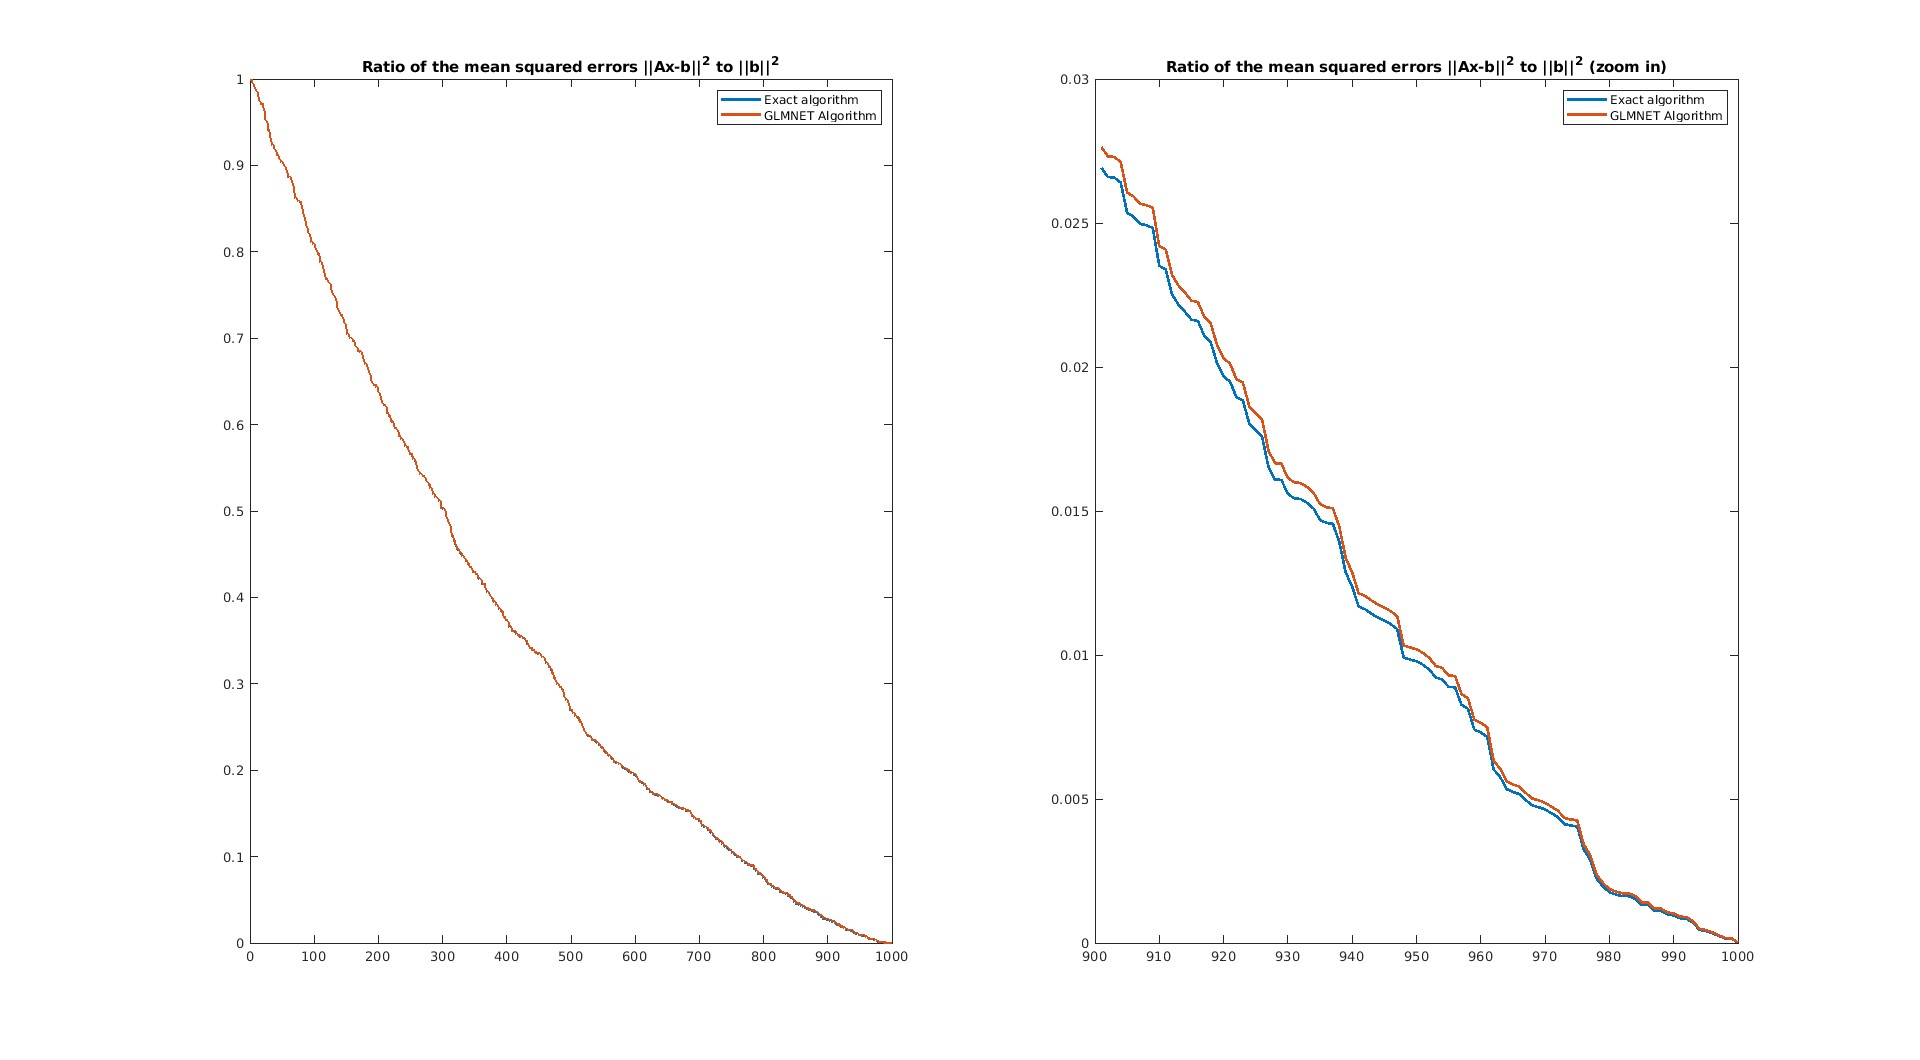 Ratio of the mean squared errors ||Ax-b||² to ||b||²
1
0.9
0.8
0.7
0.6
0.5
0.4
0.3
0.2
0.1
0
0 100 200 300 400 500 600 700 800 900 1000
Exact algorithm
GLMNET Algorithm
Ratio of the mean squared errors ||Ax-b||² to ||b||² (zoom in)
0.03
0.025
0.02
0.015
0.01
0.005
0
900 910 920 930 940 950 960 970 980 990 1000
Exact algorithm
GLMNET Algorithm